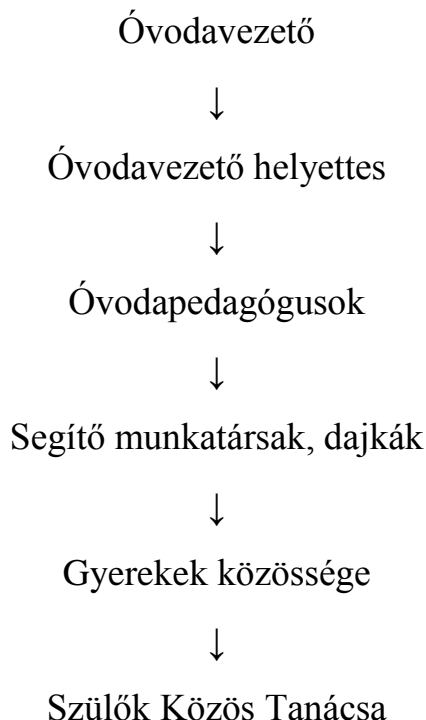 Óvodavezető
↓
Óvodavezető helyettes
↓
Óvodapedagógusok
↓
Segítő munkatársak, dajkák
↓
Gyerekek közössége
↓
Szülők Közös Tanácsa